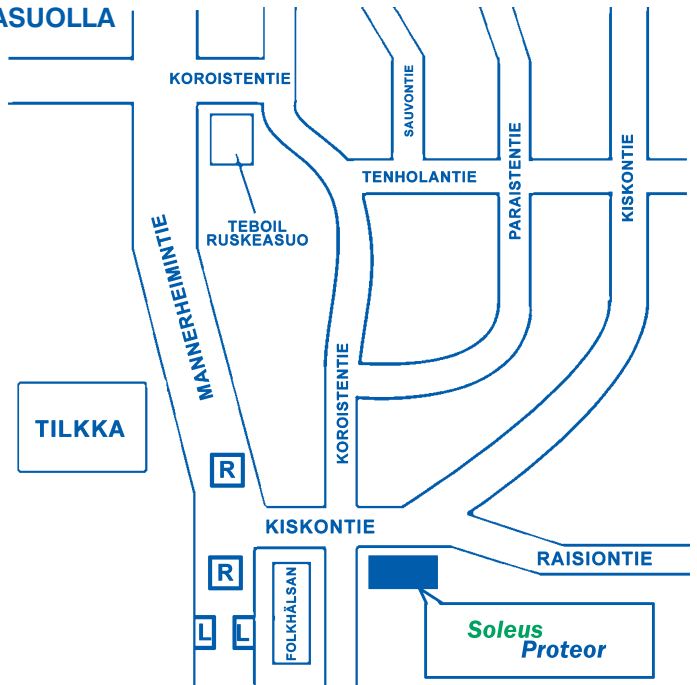 ASUOLLA
KOROISTENTIE
SAUVONTIE
TENHOLANTIE
PARAISTENTIE
KISKONTIE
TEBOIL
RUSKEASUO
MANNERHEIMINTIE
KOROISTENTIE
TILKKA
R
KISKONTIE
RAISIONTIE
R
FOLKHÄLSAN
L L
Soleus
Proteor